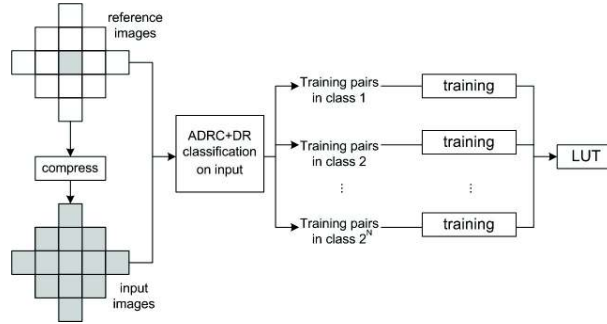 reference
images
compress
input
images
ADRC+DR
classification
on input
Training pairs
in class 1
training
Training pairs
in class 2
training
...
...
Training pairs
in class 2^N
training
LUT